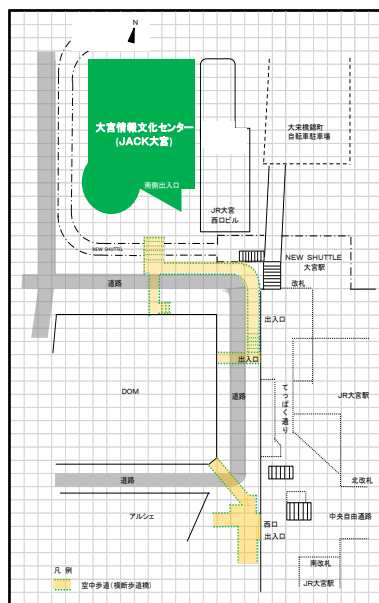 N
大宮情報文化センター
(JACK大宮)
南側出入口
大栄橋錦町
自転車駐車場
JR大宮
西口ビル
NEW SHUTTEL
NEW SHUTTLE
大宮駅
道路
改札
出入口
出入口
DOM
道路
てっぱく通り
JR大宮駅
道路
北改札
アルシェ
中央自由通路
西口
出入口
南改札
JR大宮駅
凡 例
空中歩道(横断歩道橋)